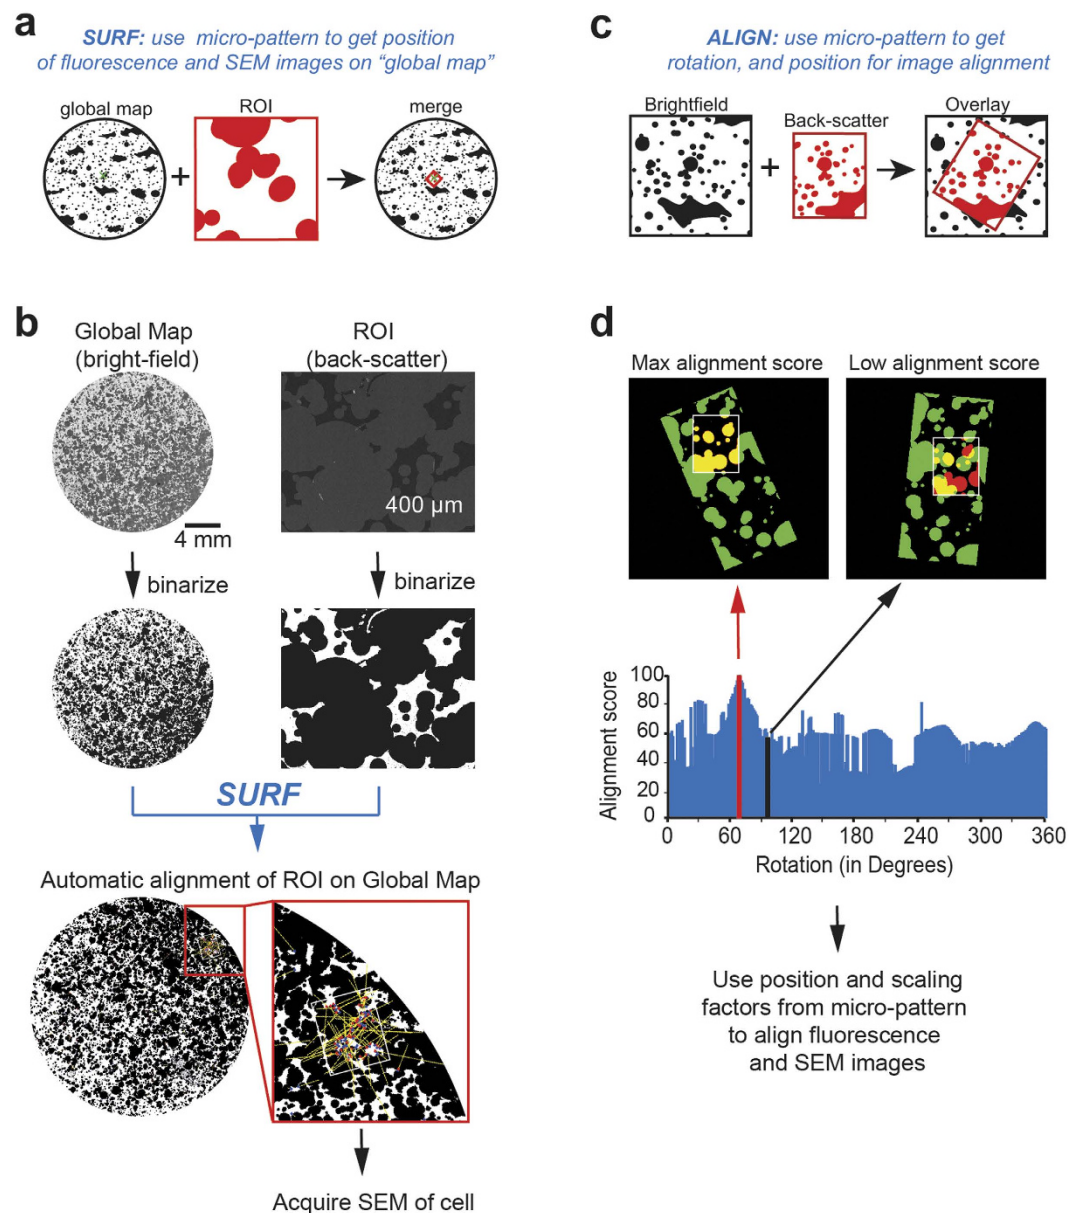 a
SURF: use micro-pattern to get position
of fluorescence and SEM images on “global map”
global map
ROI
merge
+
b
Global Map
(bright-field)
ROI
(back-scatter)
400 µm
4 mm
binarize
binarize
SURF
Automatic alignment of ROI on Global Map
Acquire SEM of cell
c
ALIGN: use micro-pattern to get
rotation, and position for image alignment
Brightfield
Back-scatter
Overlay
+
d
Max alignment score
Low alignment score
Alignment score
100
80
60
40
20
0
0 60 120 180 240 300 360
Rotation (in Degrees)
Use position and scaling
factors from micro-pattern
to align fluorescence
and SEM images